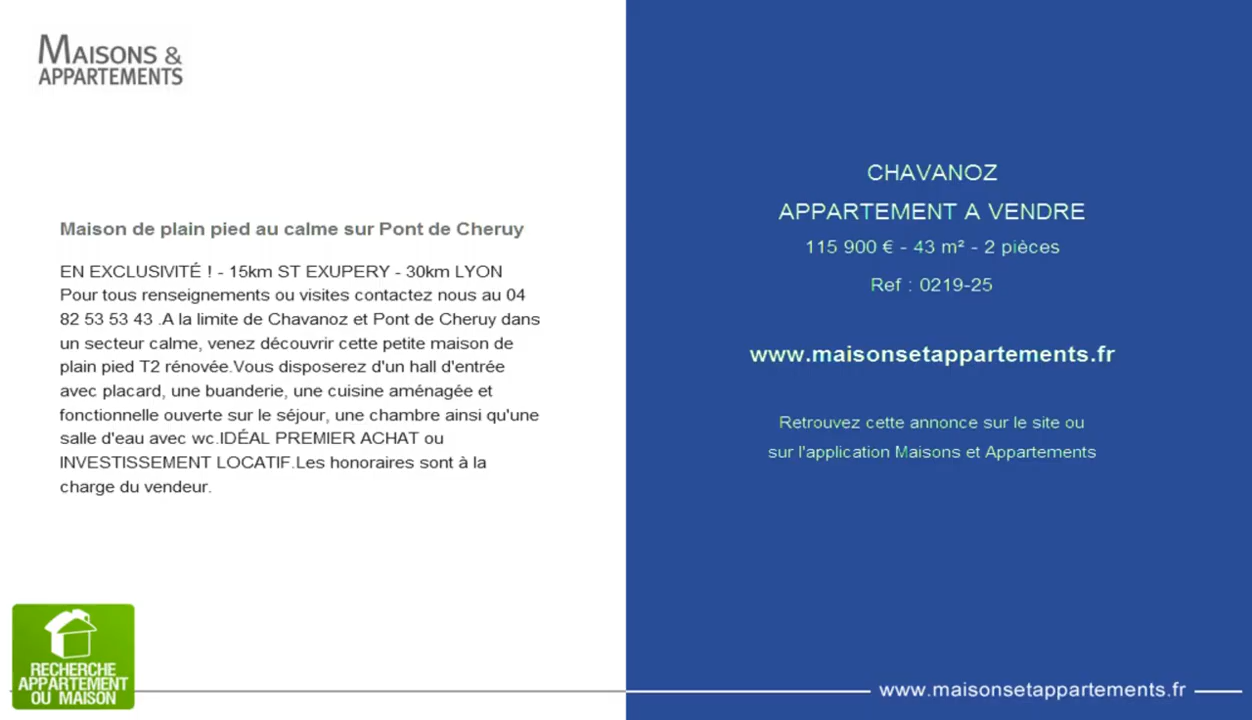 MAISONS &
APPARTEMENTS
Maison de plain pied au calme sur Pont de Cheruy
EN EXCLUSIVITÉ ! - 15km ST EXUPERY - 30km LYON
Pour tous renseignements ou visites contactez nous au 04
82 53 53 43 .A la limite de Chavanoz et Pont de Cheruy dans
un secteur calme, venez découvrir cette petite maison de
plain pied T2 rénovée.Vous disposerez d'un hall d'entrée
avec placard, une buanderie, une cuisine aménagée et
fonctionnelle ouverte sur le séjour, une chambre ainsi qu'une
salle d'eau avec wc.IDÉAL PREMIER ACHAT ou
INVESTISSEMENT LOCATIF.Les honoraires sont à la
charge du vendeur.
CHAVANOZ
APPARTEMENT A VENDRE
115 900 € - 43 m² - 2 pièces
Ref : 0219-25
www.maisonsetappartements.fr
Retrouvez cette annonce sur le site ou
sur l'application Maisons et Appartements
RECHERCHE
APPARTEMENT
OU MAISON
www.maisonsetappartements.fr